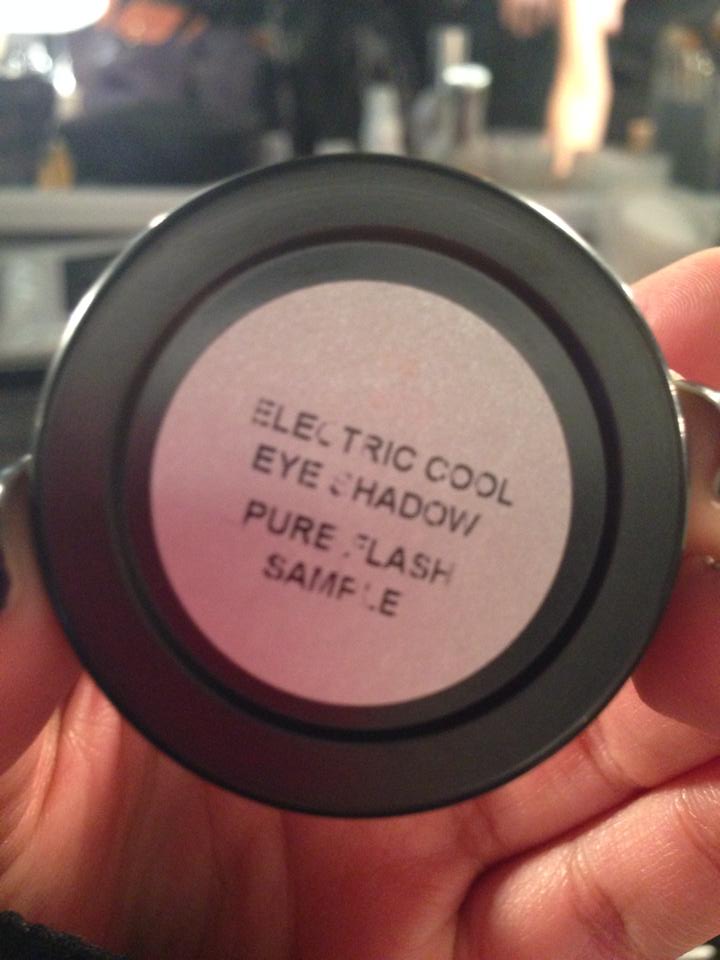 ELECTRIC COOL
EYE SHADOW
PURE FLASH
SAMPLE